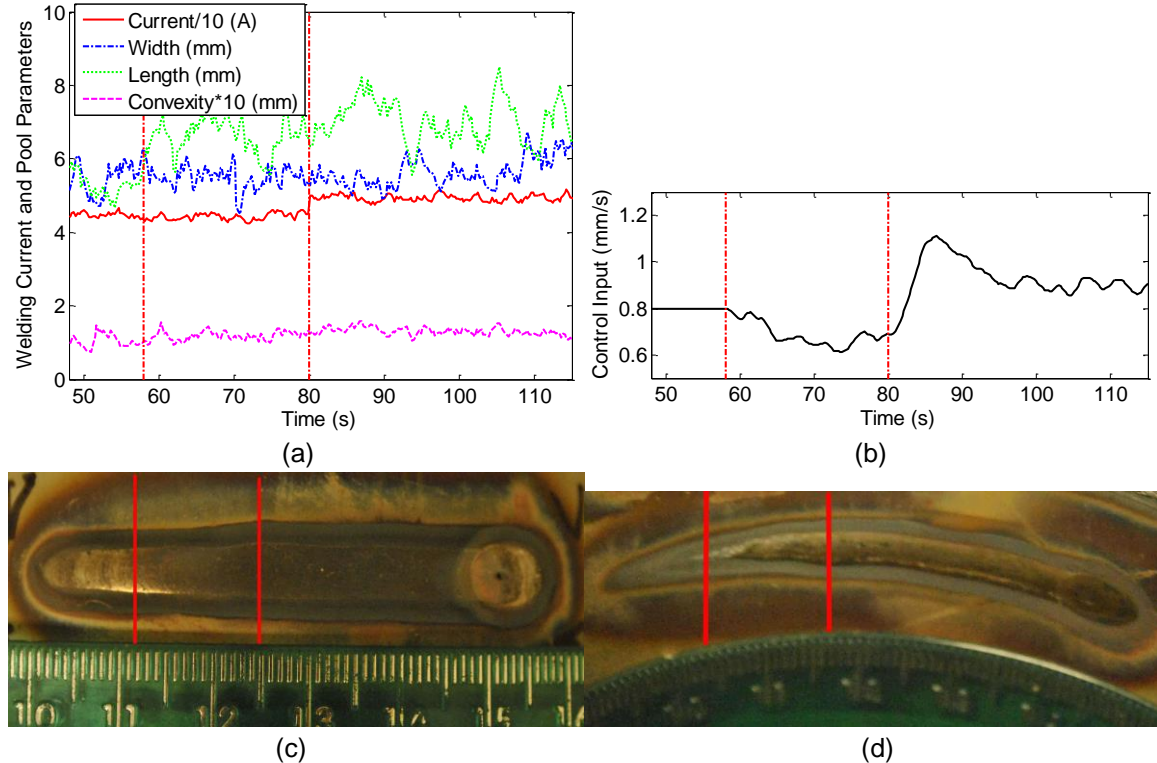 Welding Current and Pool Parameters
10
8
6
4
2
0
Current/10 (A)
Width (mm)
Length (mm)
Convexity*10 (mm)
50 60 70 80 90 100 110
Time (s)
(a)
Control Input (mm/s)
1.2
1
0.8
0.6
50 60 70 80 90 100 110
Time (s)
(b)
10 11 12 13 14 15 16
(c)
(d)